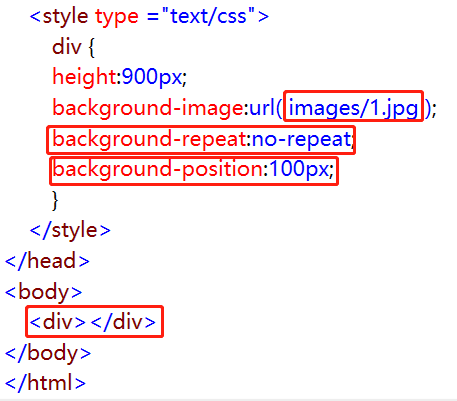 <style type ="text/css">
div {
height:900px;
background-image:url( images/1.jpg );
background-repeat:no-repeat;
background-position:100px;
}
</style>
</head>
<body>
<div></div>
</body>
</html>